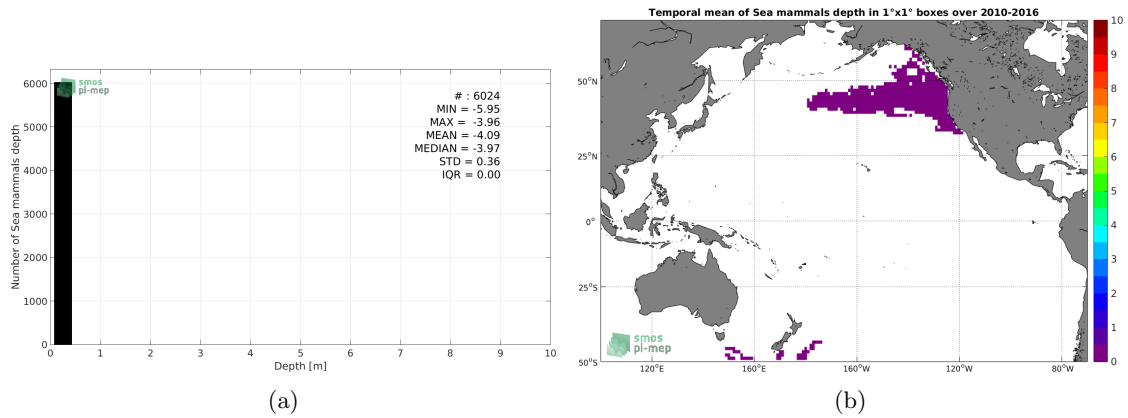 smos
pi-mep
# : 6024
MIN = -5.95
MAX = -3.96
MEAN = -4.09
MEDIAN = -3.97
STD = 0.36
IQR = 0.00
Number of Sea mammals depth
6000
5000
4000
3000
2000
1000
0
0 1 2 3 4 5 6 7 8 9 10
Depth [m]
(a)
Temporal mean of Sea mammals depth in 1°x1° boxes over 2010-2016
50°N
25°N
0°
25°S
50°S
120°E 160°E 160°W 120°W 80°W
smos
pi-mep
10
9
8
7
6
5
4
3
2
1
0
(b)